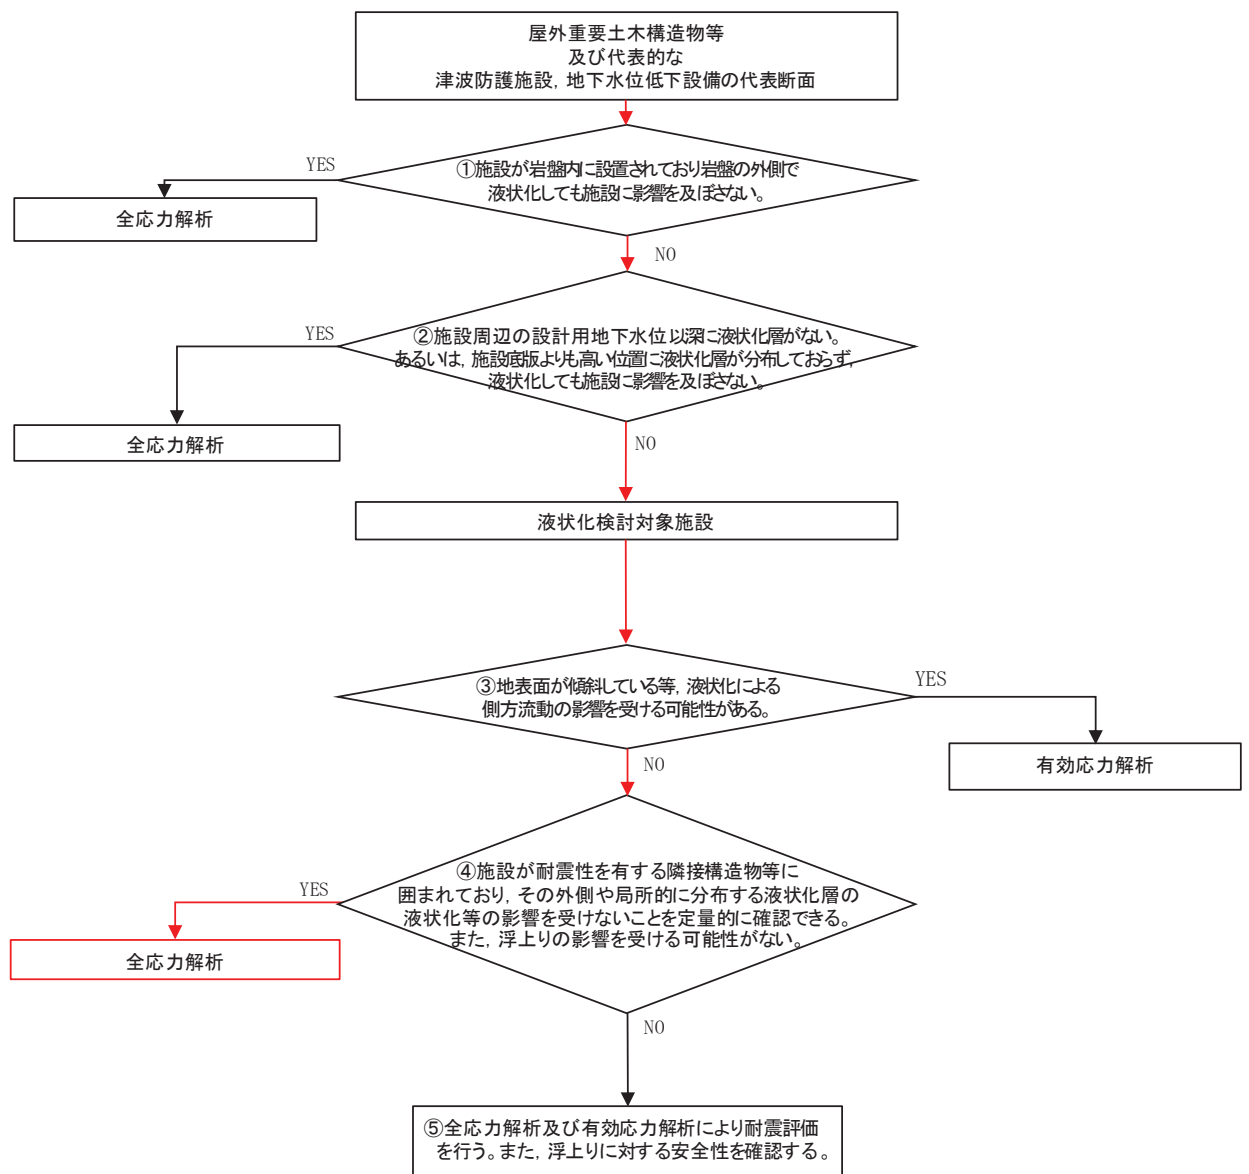 屋外重要土木構造物等
及び代表的な
津波防護施設，地下水位低下設備の代表断面
YES
①施設が岩盤内に設置されており岩盤の外側で
液状化しても施設に影響を及ぼさない。
全応力解析
NO
YES
②施設周辺の設計用地下水位以深に液状化層がない。
あるいは，施設底版よりも高い位置に液状化層が分布しておらず，
液状化しても施設に影響を及ぼさない。
全応力解析
NO
液状化検討対象施設
③地表面が傾斜している等，液状化による
側方流動の影響を受ける可能性がある。
YES
有効応力解析
NO
YES
④施設が耐震性を有する隣接構造物等に
囲まれており，その外側や局所的に分布する液状化層の
液状化等の影響を受けないことを定量的に確認できる。
また，浮上りの影響を受ける可能性がない。
全応力解析
NO
⑤全応力解析及び有効応力解析により耐震評価
を行う。また，浮上りに対する安全性を確認する。